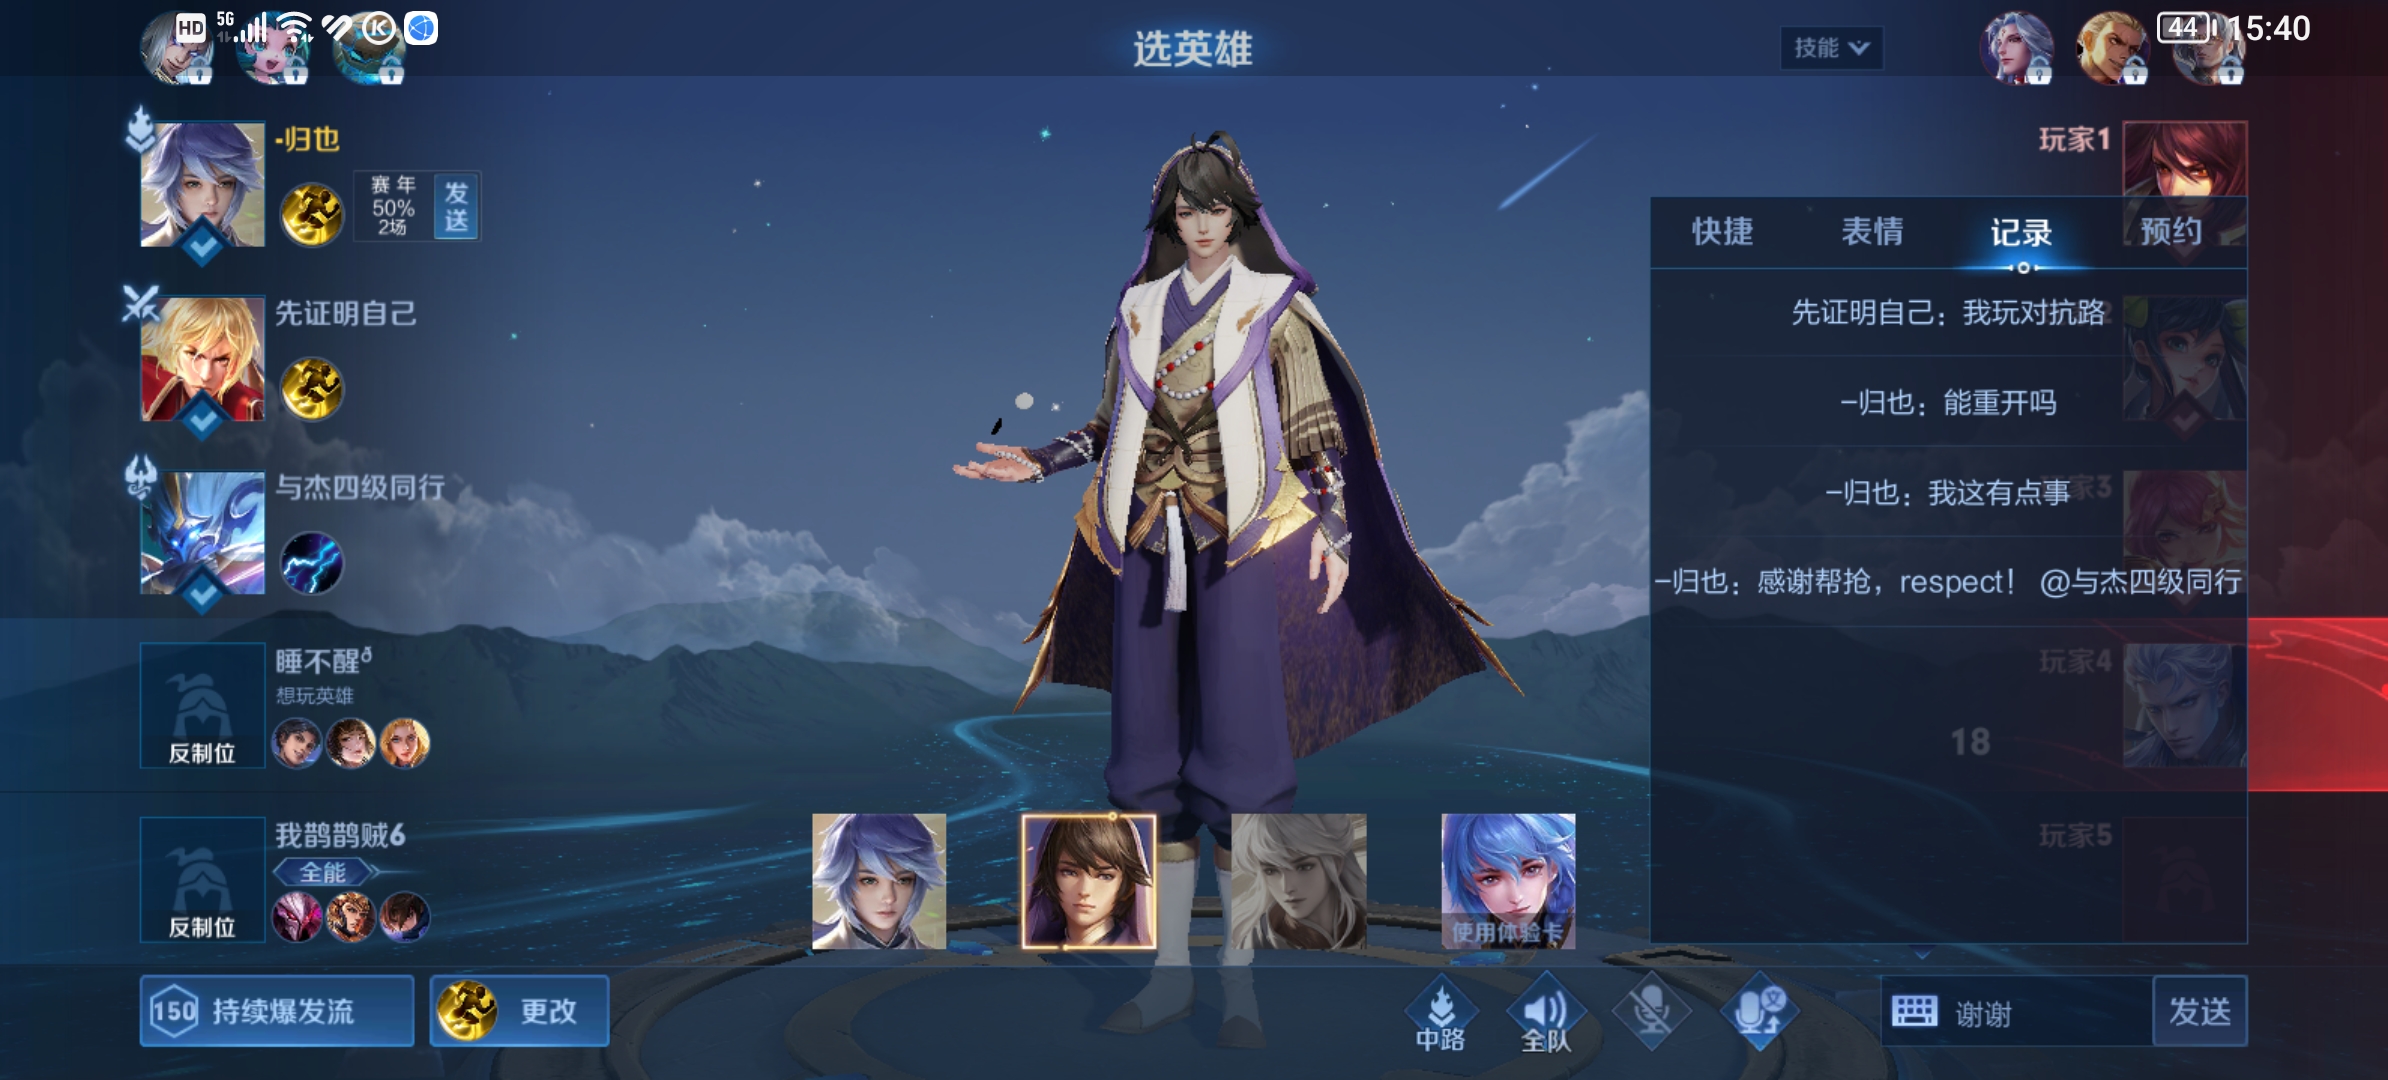 HD 5G K 44 15:40
选英雄
技能
-归也
赛年
50%
2场
发送
先证明自己
与杰四级同行
睡不醒ð
想玩英雄
反制位
我鹊鹊贼6
全能
反制位
150 持续爆发流
更改
使用体验卡
中路
全队
玩家1
快捷 表情 记录 预约
先证明自己：我玩对抗路
-归也：能重开吗
-归也：我这有点事
家3
-归也：感谢帮抢，respect！ @与杰四级同行
玩家4
18
玩家5
谢谢
发送